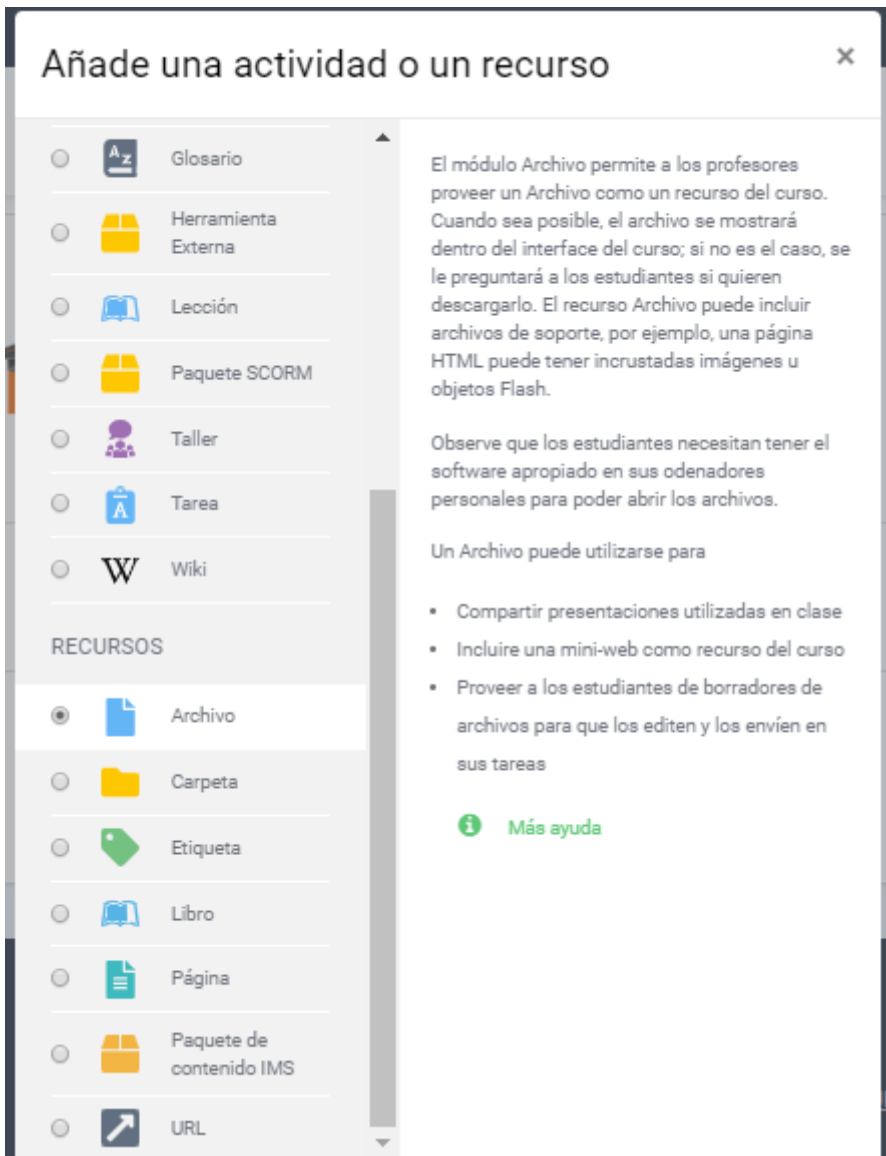 Añade una actividad o un recurso
×
Glosario
Herramienta
Externa
Lección
Paquete SCORM
Taller
Tarea
Wiki
RECURSOS
Archivo
Carpeta
Etiqueta
Libro
Página
Paquete de
contenido IMS
URL
El módulo Archivo permite a los profesores
proveer un Archivo como un recurso del curso.
Cuando sea posible, el archivo se mostrará
dentro del interface del curso; si no es el caso, se
le preguntará a los estudiantes si quieren
descargarlo. El recurso Archivo puede incluir
archivos de soporte, por ejemplo, una página
HTML puede tener incrustadas imágenes u
objetos Flash.
Observe que los estudiantes necesitan tener el
software apropiado en sus odenadores
personales para poder abrir los archivos.
Un Archivo puede utilizarse para
• Compartir presentaciones utilizadas en clase
• Incluire una mini-web como recurso del curso
• Proveer a los estudiantes de borradores de
archivos para que los editen y los envíen en
sus tareas
Más ayuda